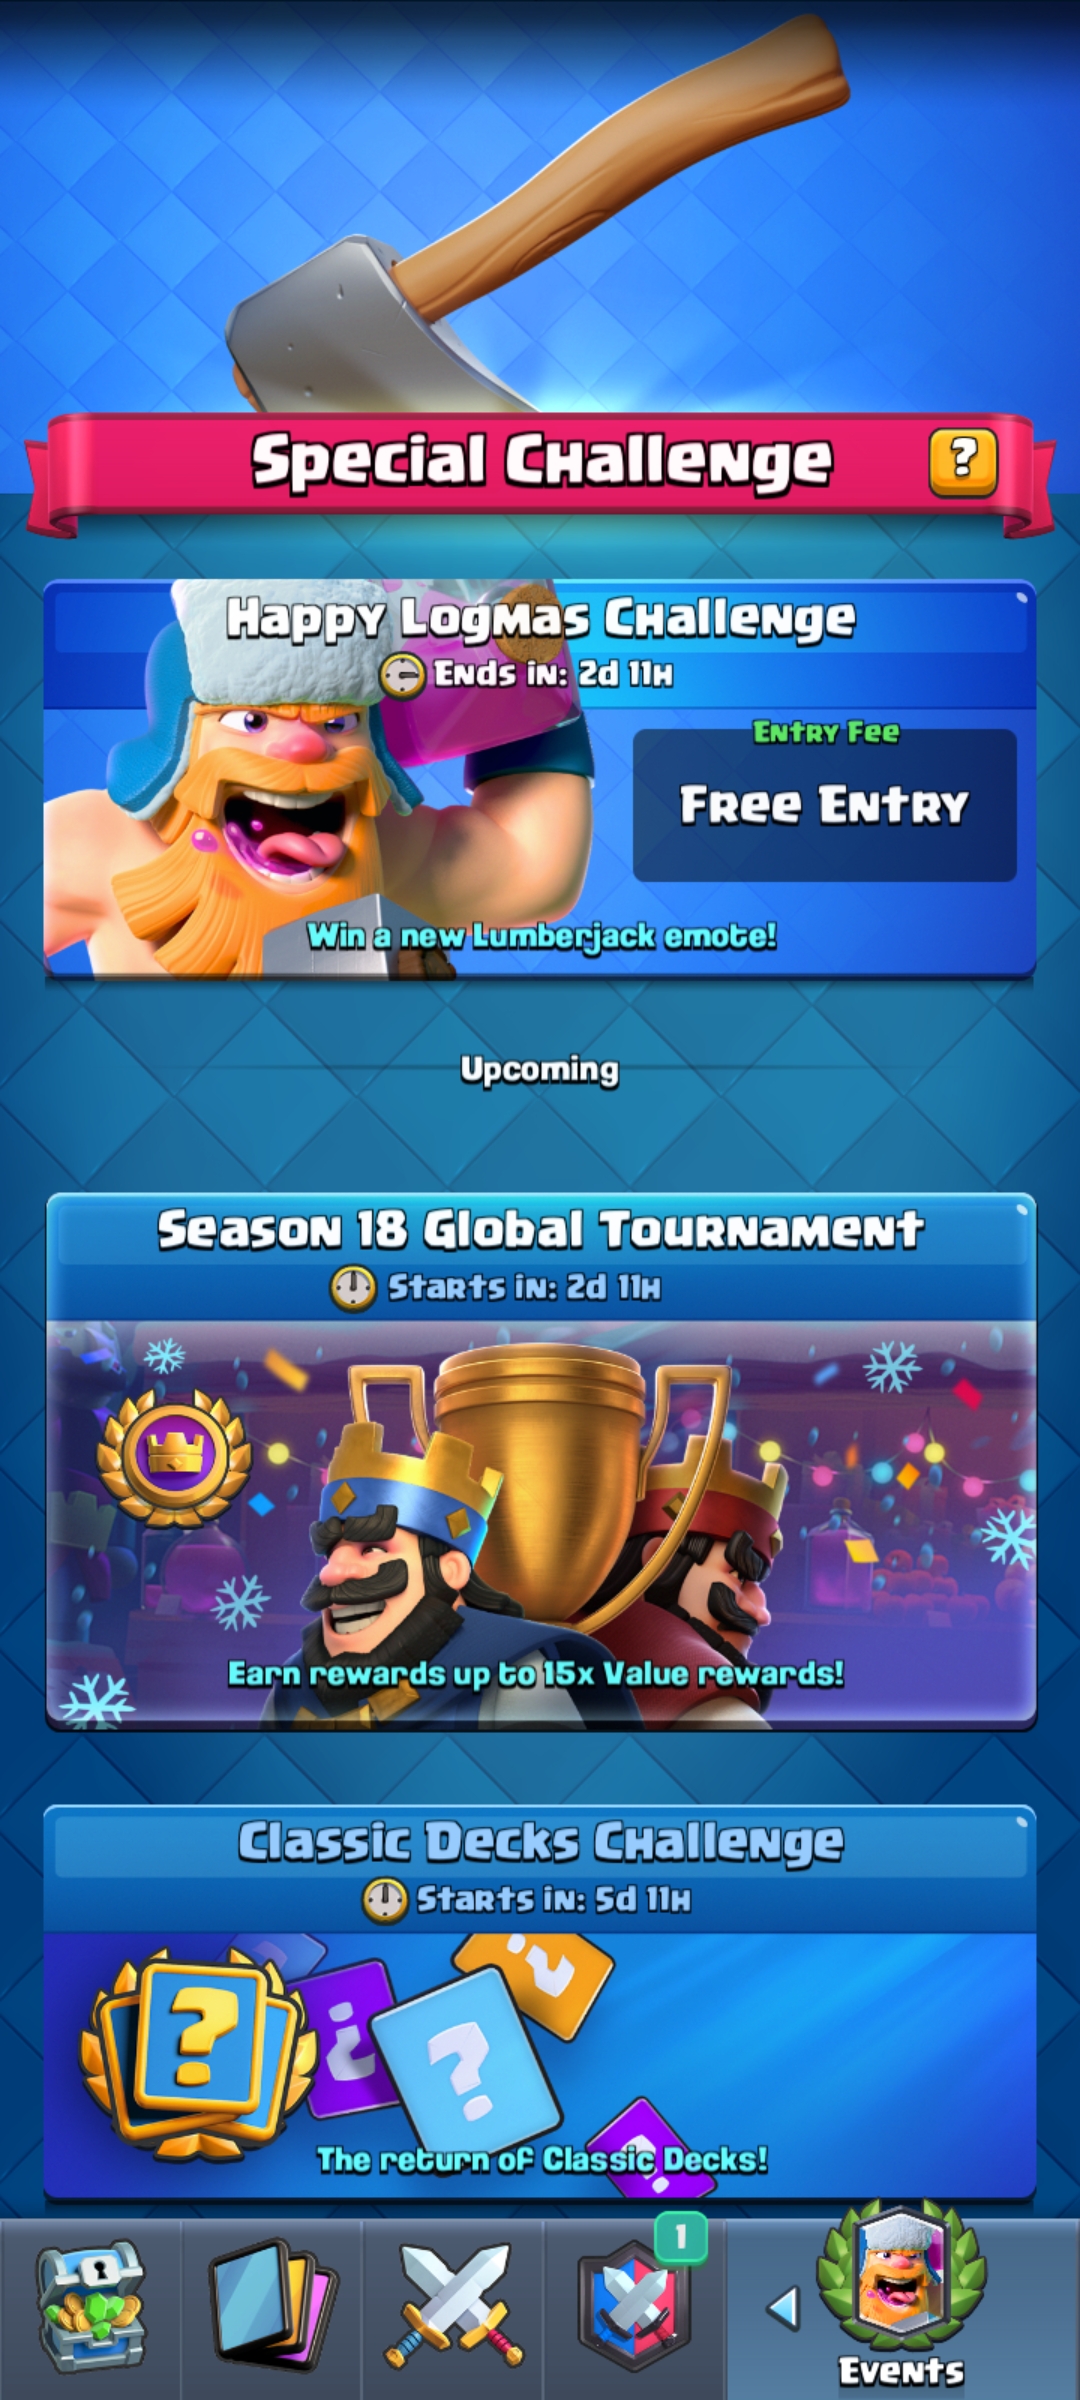 Special Challenge
?
Happy Logmas Challenge
Ends in: 2d 11h
Entry Fee
Free Entry
Win a new Lumberjack emote!
Upcoming
Season 18 Global Tournament
Starts in: 2d 11h
Earn rewards up to 15x Value rewards!
Classic Decks Challenge
Starts in: 5d 11h
The return of Classic Decks!
1
Events